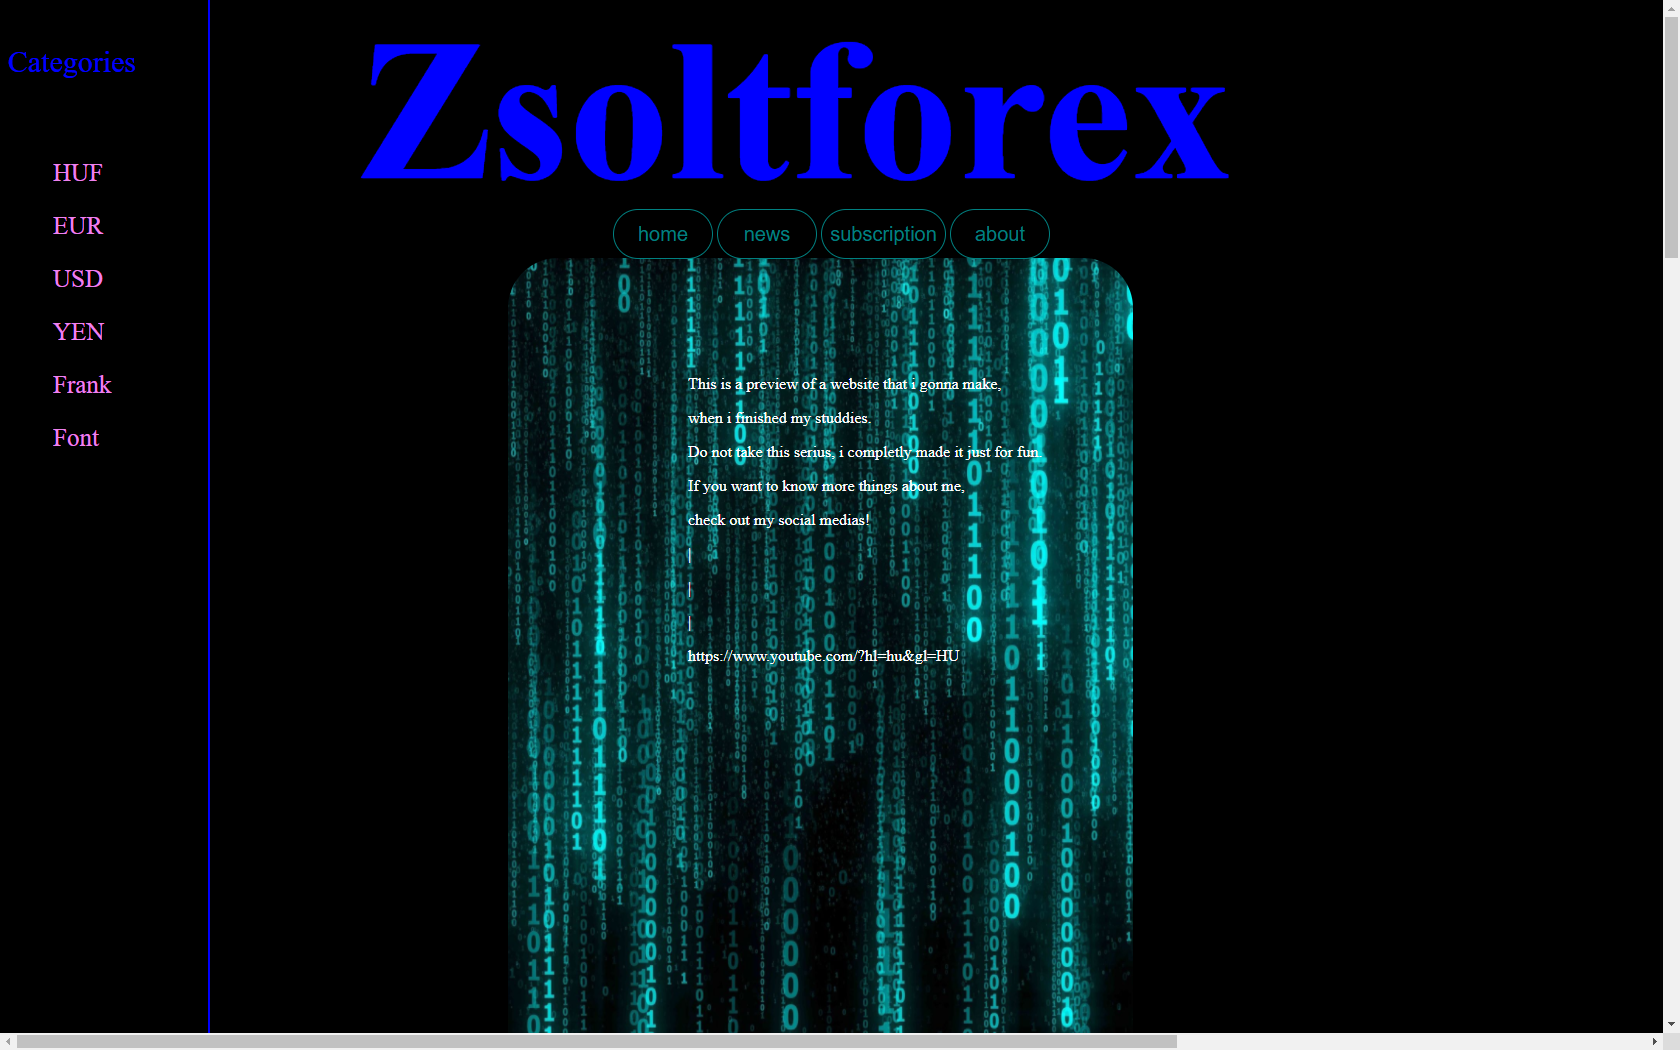 Zsoltforex
Categories
HUF
EUR
USD
YEN
Frank
Font
home
news
subscription
about
This is a preview of a website that i gonna make,
when i finished my studdies.
Do not take this serius, i completly made it just for fun.
If you want to know more things about me,
check out my social medias!
|
|
|
https://www.youtube.com/?hl=hu&gl=HU